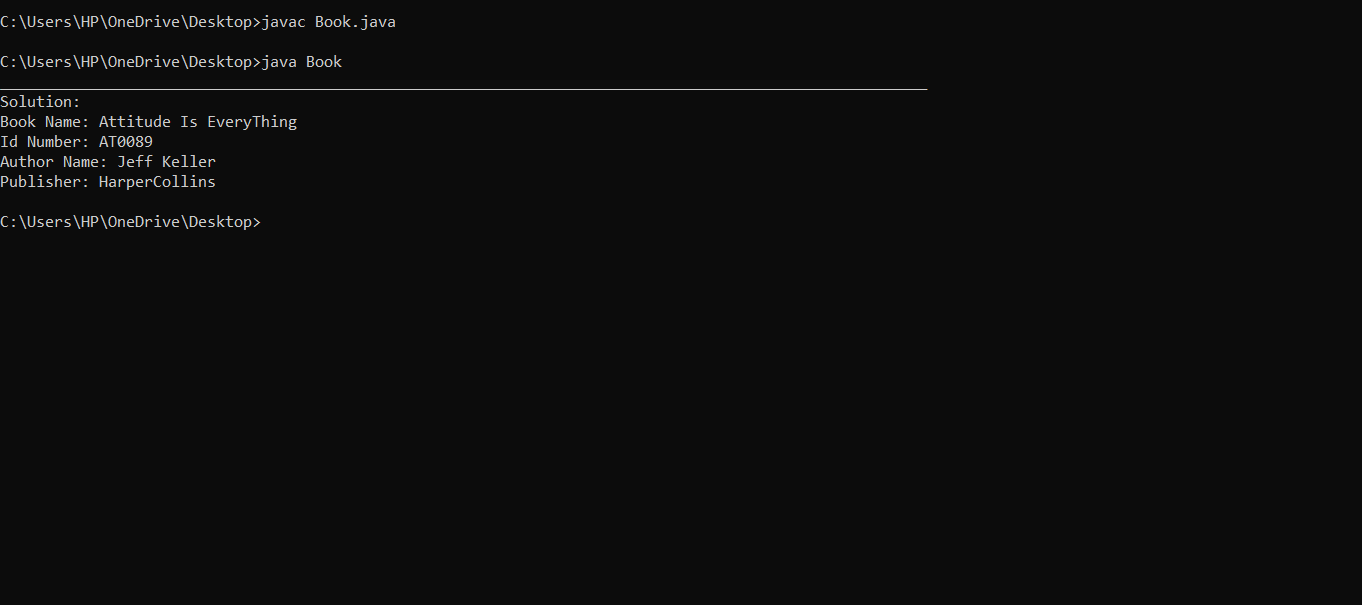 C:\Users\HP\OneDrive\Desktop>javac Book.java
C:\Users\HP\OneDrive\Desktop>java Book
_______________________________________________________________________________________________________
Solution:
Book Name: Attitude Is EveryThing
Id Number: AT0089
Author Name: Jeff Keller
Publisher: HarperCollins
C:\Users\HP\OneDrive\Desktop>